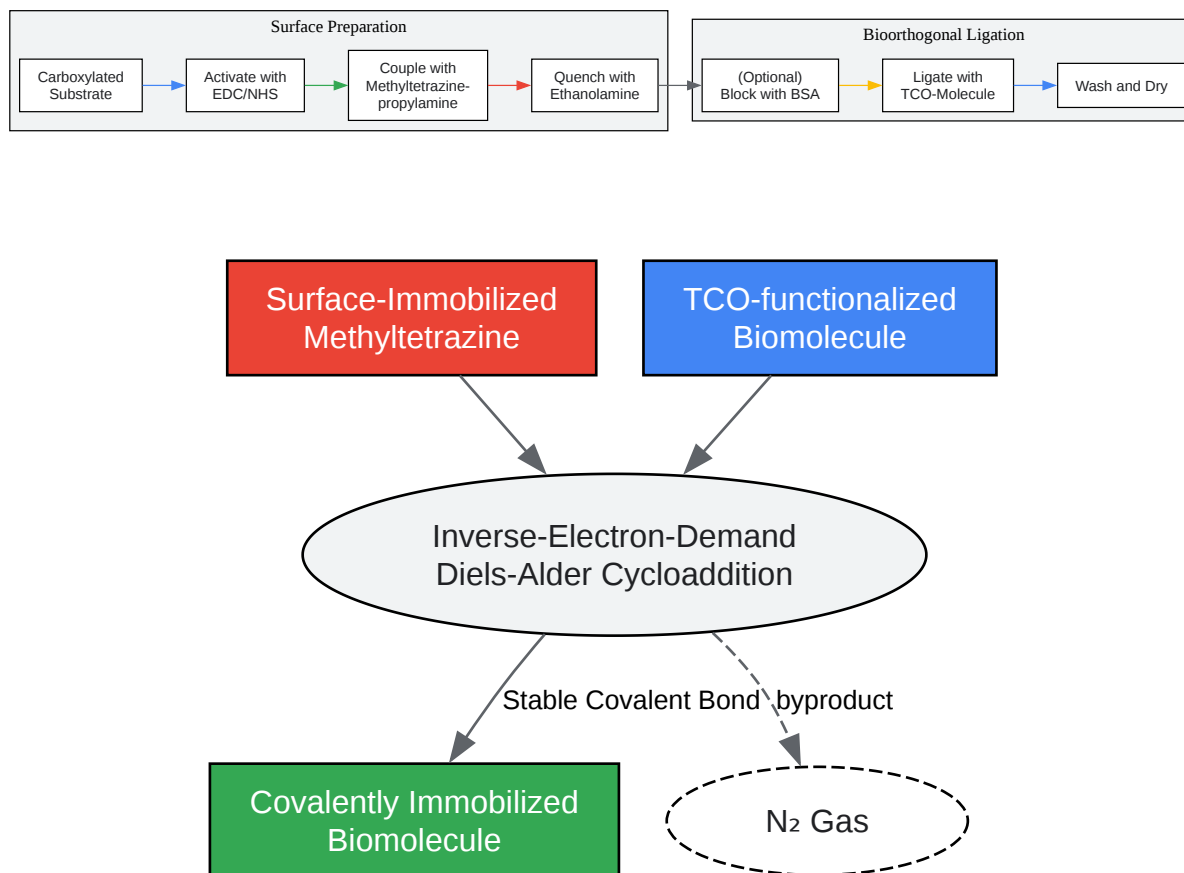 Surface Preparation
Carboxylated
Substrate
Activate with
EDC/NHS
Couple with
Methyltetrazine-
propylamine
Quench with
Ethanolamine
Bioorthogonal Ligation
(Optional)
Block with BSA
Ligate with
TCO-Molecule
Wash and Dry
Surface-Immobilized
Methyltetrazine
TCO-functionalized
Biomolecule
Inverse-Electron-Demand
Diels-Alder Cycloaddition
Stable Covalent Bond
byproduct
Covalently Immobilized
Biomolecule
N₂ Gas